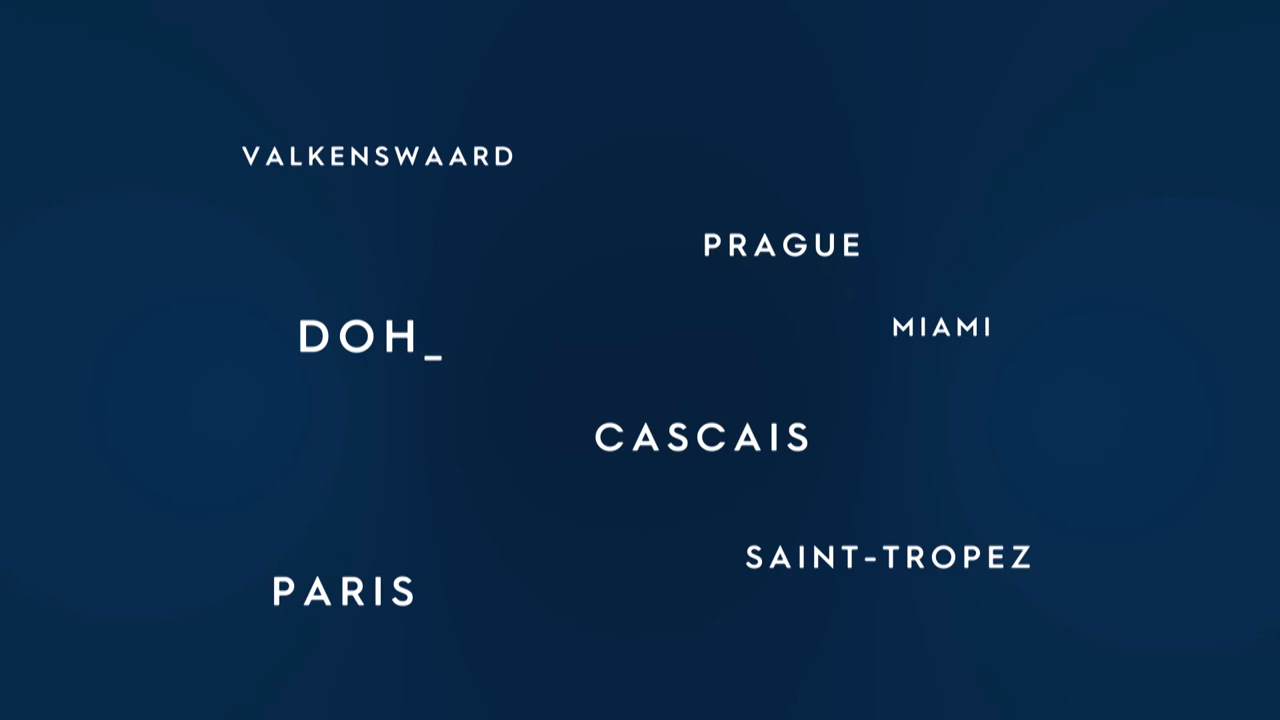 VALKENSWAARD
PRAGUE
MIAMI
DOH_
CASCAIS
SAINT-TROPEZ
PARIS